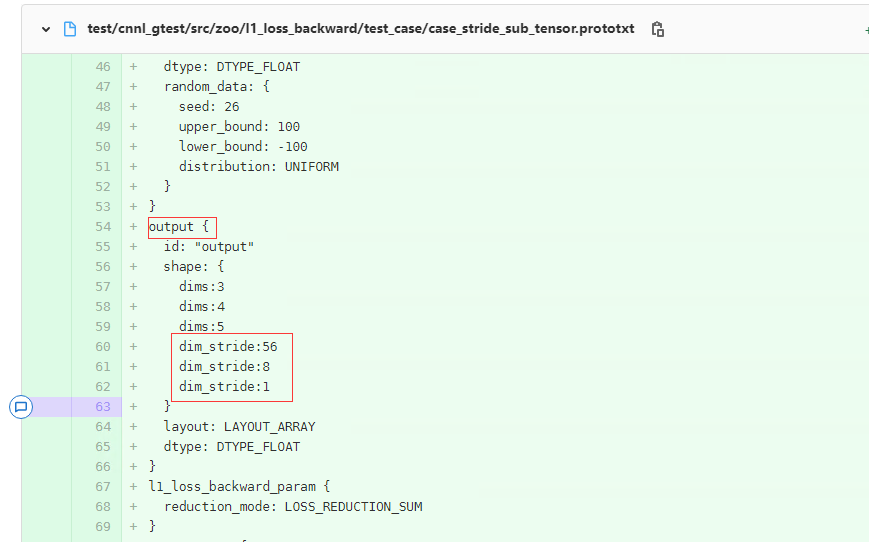 test/cnnl_gtest/src/zoo/l1_loss_backward/test_case/case_stride_sub_tensor.prototxt
46 + dtype: DTYPE_FLOAT
47 + random_data: {
48 + seed: 26
49 + upper_bound: 100
50 + lower_bound: -100
51 + distribution: UNIFORM
52 + }
53 + }
54 + output {
55 + id: "output"
56 + shape: {
57 + dims:3
58 + dims:4
59 + dims:5
60 + dim_stride:56
61 + dim_stride:8
62 + dim_stride:1
63 + }
64 + layout: LAYOUT_ARRAY
65 + dtype: DTYPE_FLOAT
66 + }
67 + l1_loss_backward_param {
68 + reduction_mode: LOSS_REDUCTION_SUM
69 + }